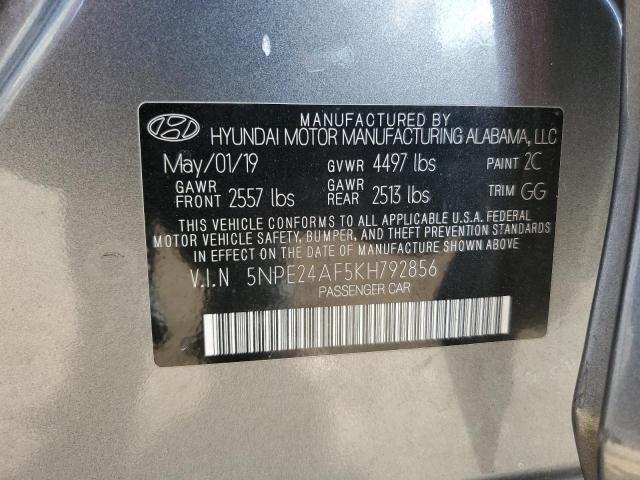 MANUFACTURED BY
HYUNDAI MOTOR MANUFACTURING ALABAMA, LLC
May/01/19 GVWR 4497 lbs PAINT 2C
GAWR FRONT 2557 lbs GAWR REAR 2513 lbs TRIM GG
THIS VEHICLE CONFORMS TO ALL APPLICABLE U.S.A. FEDERAL
MOTOR VEHICLE SAFETY, BUMPER, AND THEFT PREVENTION STANDARDS
IN EFFECT ON THE DATE OF MANUFACTURE SHOWN ABOVE
V.I.N 5NPE24AF5KH792856
PASSENGER CAR